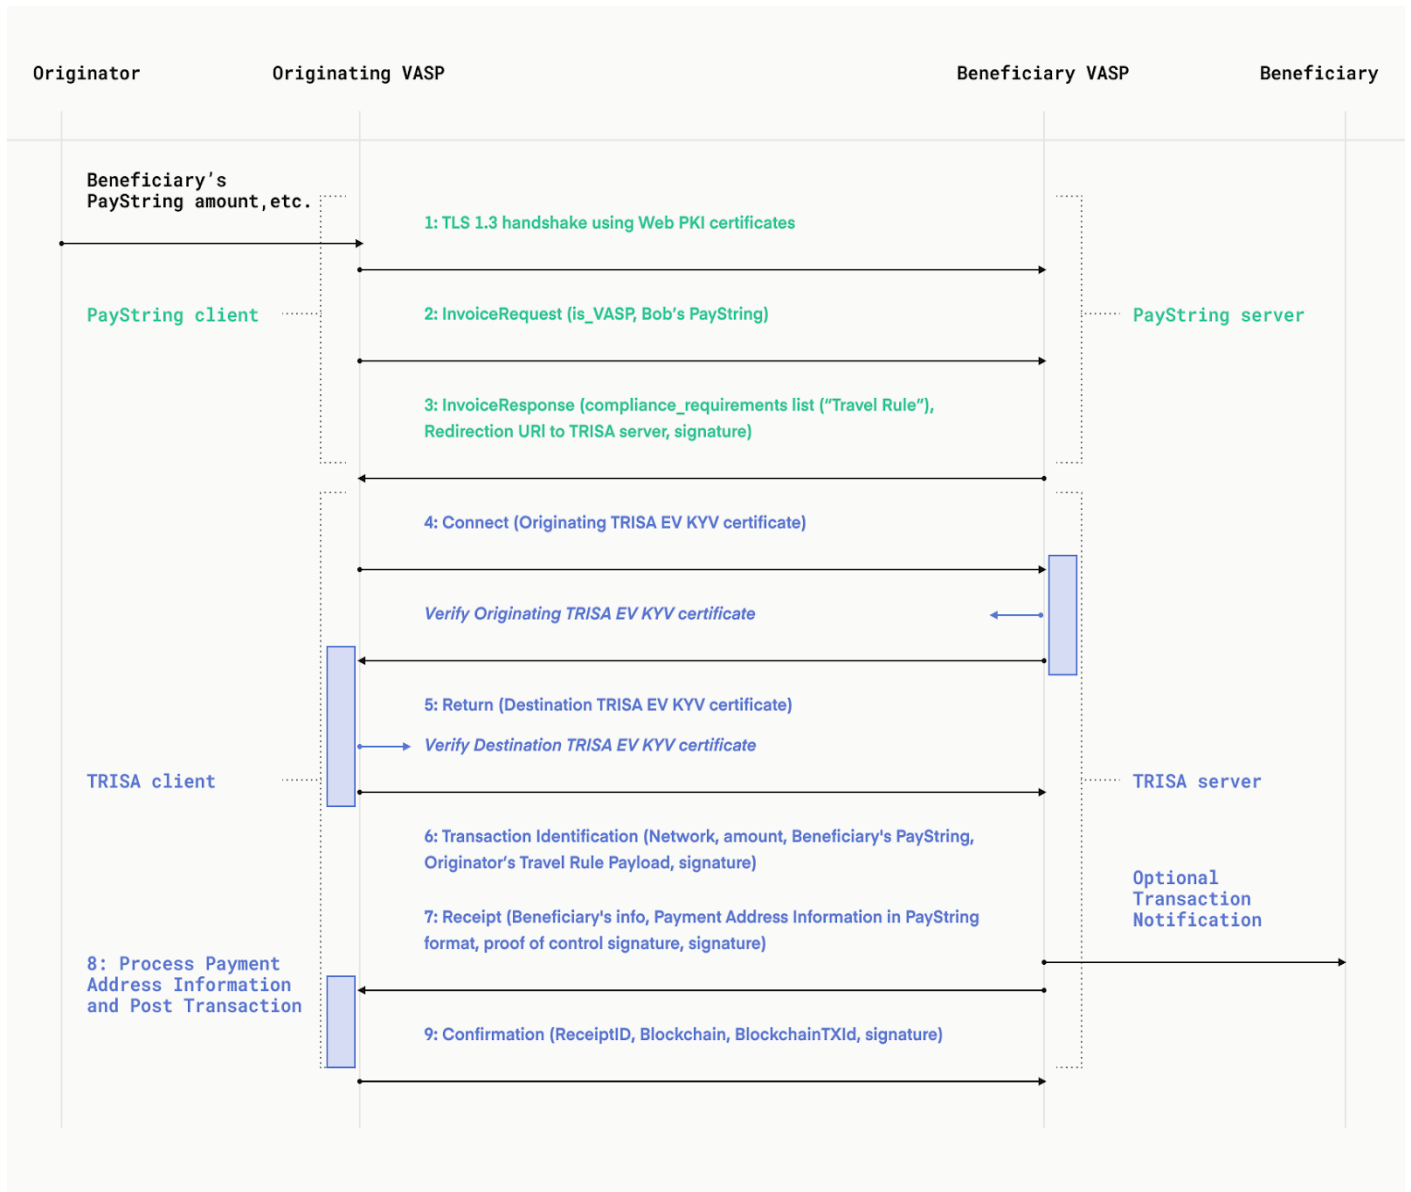 Originator
Originating VASP
Beneficiary VASP
Beneficiary
Beneficiary's
PayString amount,etc.
1: TLS 1.3 handshake using Web PKI certificates
PayString client
2: InvoiceRequest (is_VASP, Bob's PayString)
PayString server
3: InvoiceResponse (compliance_requirements list (“Travel Rule”),
Redirection URI to TRISA server, signature)
4: Connect (Originating TRISA EV KYV certificate)
Verify Originating TRISA EV KYV certificate
5: Return (Destination TRISA EV KYV certificate)
Verify Destination TRISA EV KYV certificate
TRISA client
TRISA server
6: Transaction Identification (Network, amount, Beneficiary's PayString,
Originator's Travel Rule Payload, signature)
Optional
Transaction
Notification
7: Receipt (Beneficiary's info, Payment Address Information in PayString
format, proof of control signature, signature)
8: Process Payment
Address Information
and Post Transaction
9: Confirmation (ReceiptID, Blockchain, BlockchainTXId, signature)